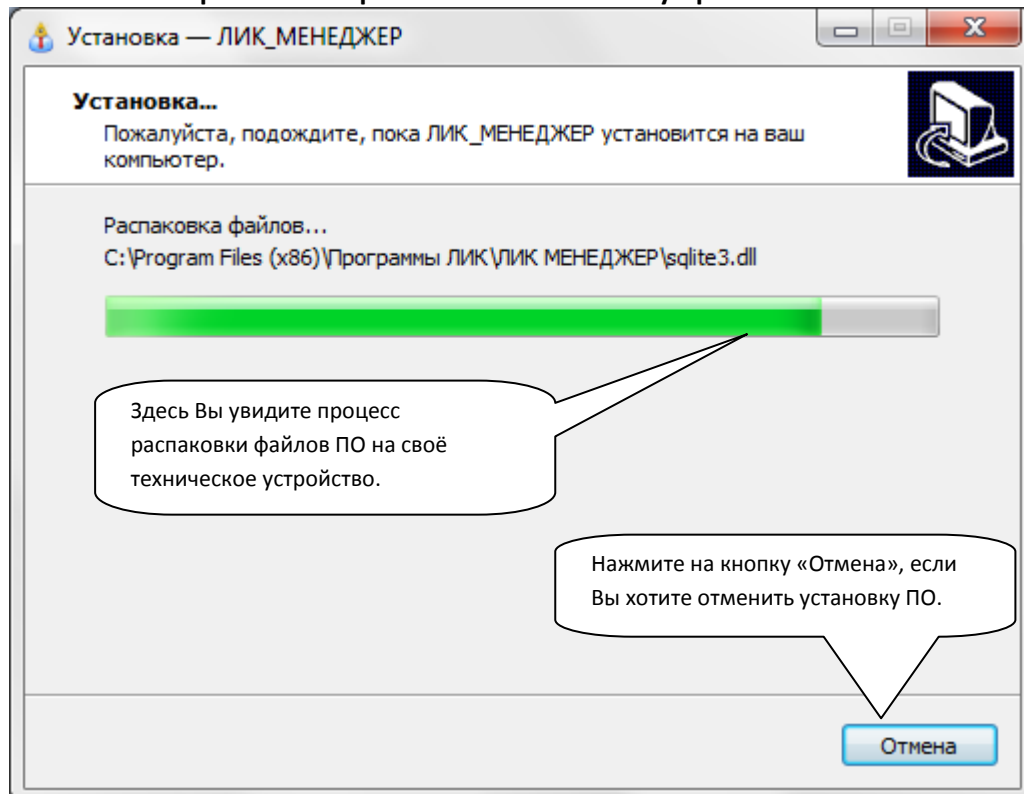 Установка — ЛИК_МЕНЕДЖЕР
Установка...
Пожалуйста, подождите, пока ЛИК_МЕНЕДЖЕР установится на ваш
компьютер.
Распаковка файлов...
C:\Program Files (x86)\Программы ЛИК\ЛИК МЕНЕДЖЕР\sqlite3.dll
Здесь Вы увидите процесс
распаковки файлов ПО на своё
техническое устройство.
Нажмите на кнопку «Отмена», если
Вы хотите отменить установку ПО.
Отмена